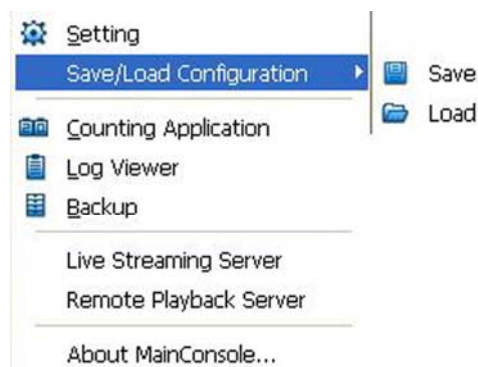 Setting
Save/Load Configuration
Save
Load
Counting Application
Log Viewer
Backup
Live Streaming Server
Remote Playback Server
About MainConsole...